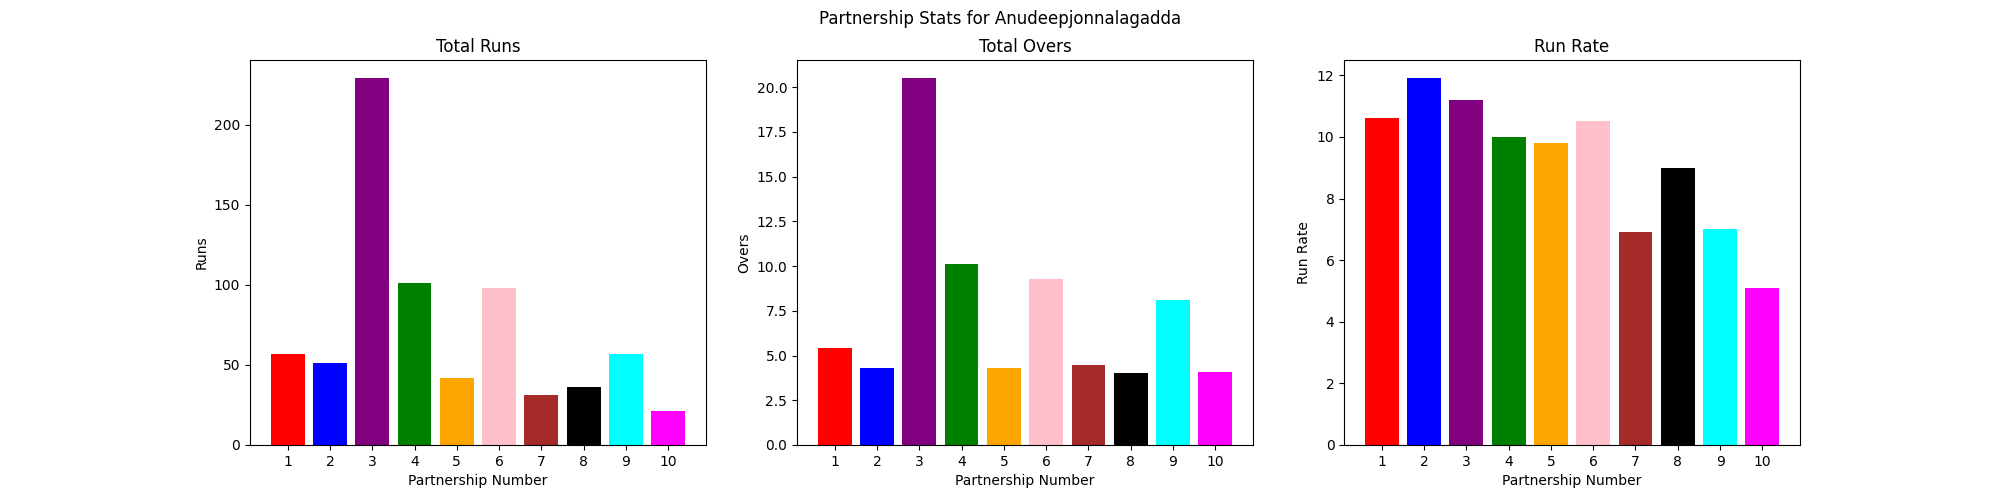 Partnership Stats for Anudeepjonnalagadda
Total Runs
Runs
200
150
100
50
0
1 2 3 4 5 6 7 8 9 10
Partnership Number
Total Overs
Overs
20.0
17.5
15.0
12.5
10.0
7.5
5.0
2.5
0.0
1 2 3 4 5 6 7 8 9 10
Partnership Number
Run Rate
Run Rate
12
10
8
6
4
2
0
1 2 3 4 5 6 7 8 9 10
Partnership Number